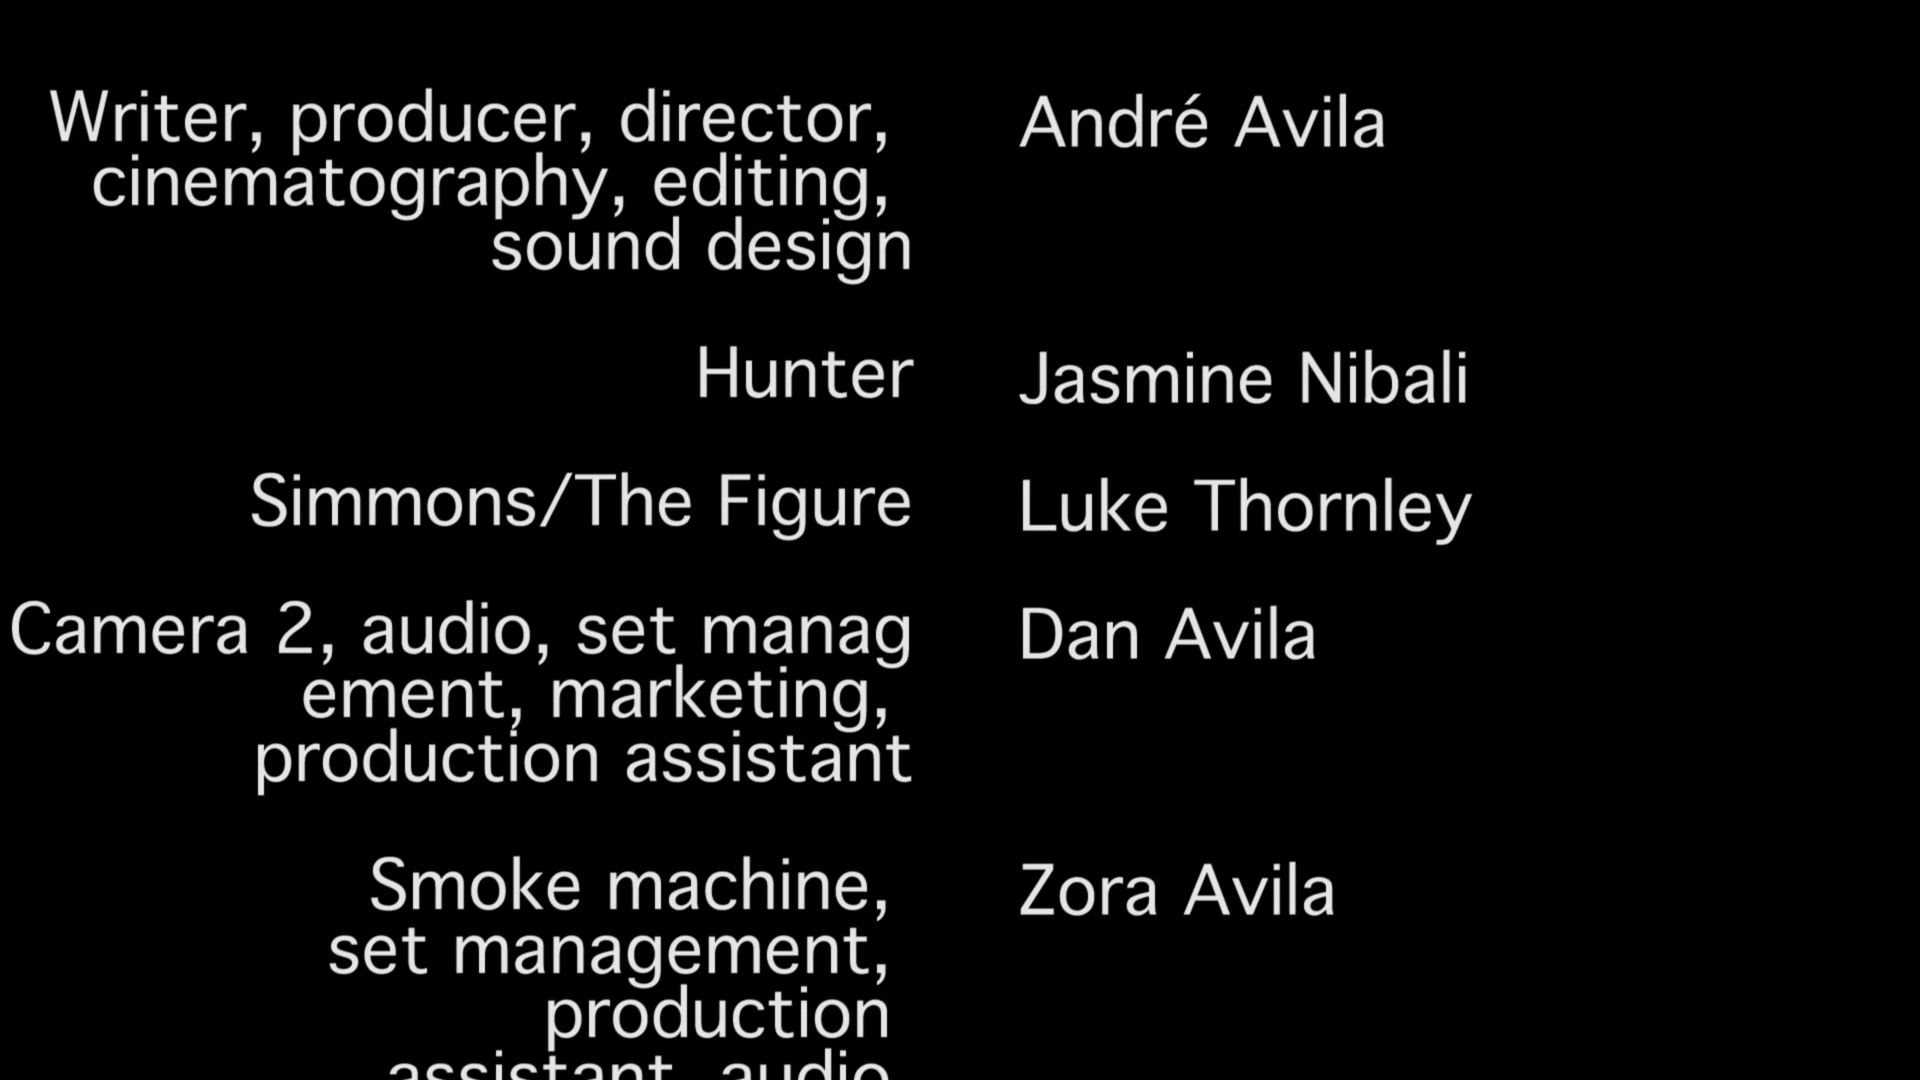 Writer, producer, director, André Avila
cinematography, editing,
sound design
Hunter Jasmine Nibali
Simmons/The Figure Luke Thornley
Camera 2, audio, set manag Dan Avila
ement, marketing,
production assistant
Smoke machine, Zora Avila
set management,
production
assistant, audio